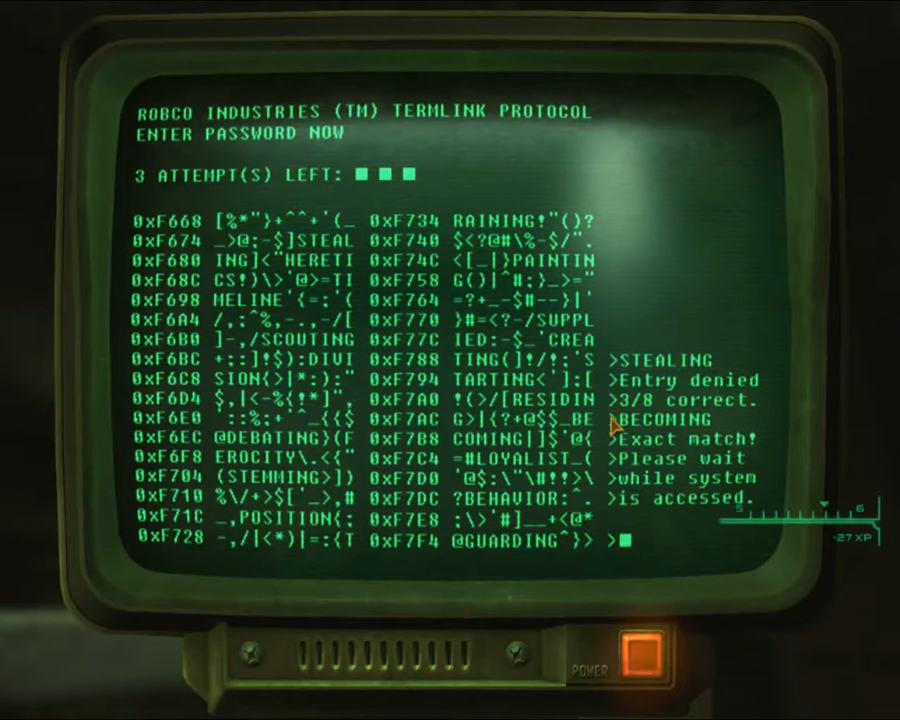 ROBCO INDUSTRIES (TM) TERMLINK PROTOCOL
ENTER PASSWORD NOW
3 ATTEMPT(S) LEFT: ■ ■ ■
0xF668 [%*"}+^^+'(_ 0xF734 RAINING!"()?
0xF674 _>@;-$]STEAL 0xF740 $<?@#\%-$/".
0xF680 ING]<"HERETI 0xF74C <[_|}PAINTIN
0xF68C CS!)\>'@>=TI 0xF758 G()|^#:}_>="
0xF698 MELINE'{=;'( 0xF764 =?+_-$#--}|'
0xF6A4 /,:^%,-.,-/[ 0xF770 }#=<?-/SUPPL
0xF6B0 ]-,/SCOUTING 0xF77C IED:-$_'CREA
0xF6BC +::]!$):DIVI 0xF788 TING(]!/!;'S >STEALING
0xF6C8 SION{>|*:):" 0xF794 TARTING<']:[ >Entry denied
0xF6D4 $,|<-%{!*]", 0xF7A0 !(>/[RESIDIN >3/8 correct.
0xF6E0 '::%:+'^_{{$ 0xF7AC G>|{?+@$$_BE >BECOMING
0xF6EC @DEBATING}(F 0xF7B8 COMING|]$'@{ >Exact match!
0xF6F8 EROCITY\.<{" 0xF7C4 =#LOYALIST_( >Please wait
0xF704 (STEMMING>]) 0xF7D0 '@$:\"\#!!>\ >while system
0xF710 %\/+>$['_>,# 0xF7DC ?BEHAVIOR:^. >is accessed.
0xF71C _,POSITION{; 0xF7E8 ;\>'#]__+<@*
0xF728 -,/|<*)|=:{T 0xF7F4 @GUARDING^}> >■
5 6
-27 XP
POWER